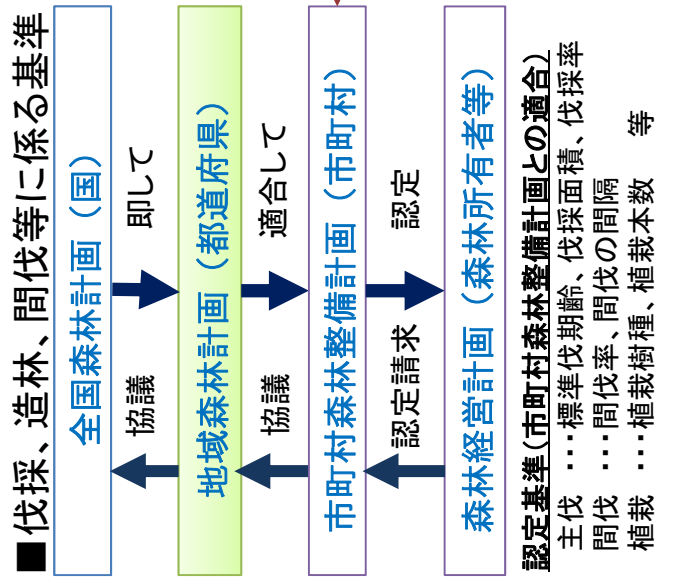 ■伐採、造林、間伐等に係る基準
全国森林計画（国）
協議 即して
地域森林計画（都道府県）
協議 適合して
市町村森林整備計画（市町村）
認定請求 認定
森林経営計画（森林所有者等）
認定基準（市町村森林整備計画との適合）
主伐 ・・・標準伐期齢、伐採面積、伐採率
間伐 ・・・間伐率、間伐の間隔
植栽 ・・・植栽樹種、植栽本数 等